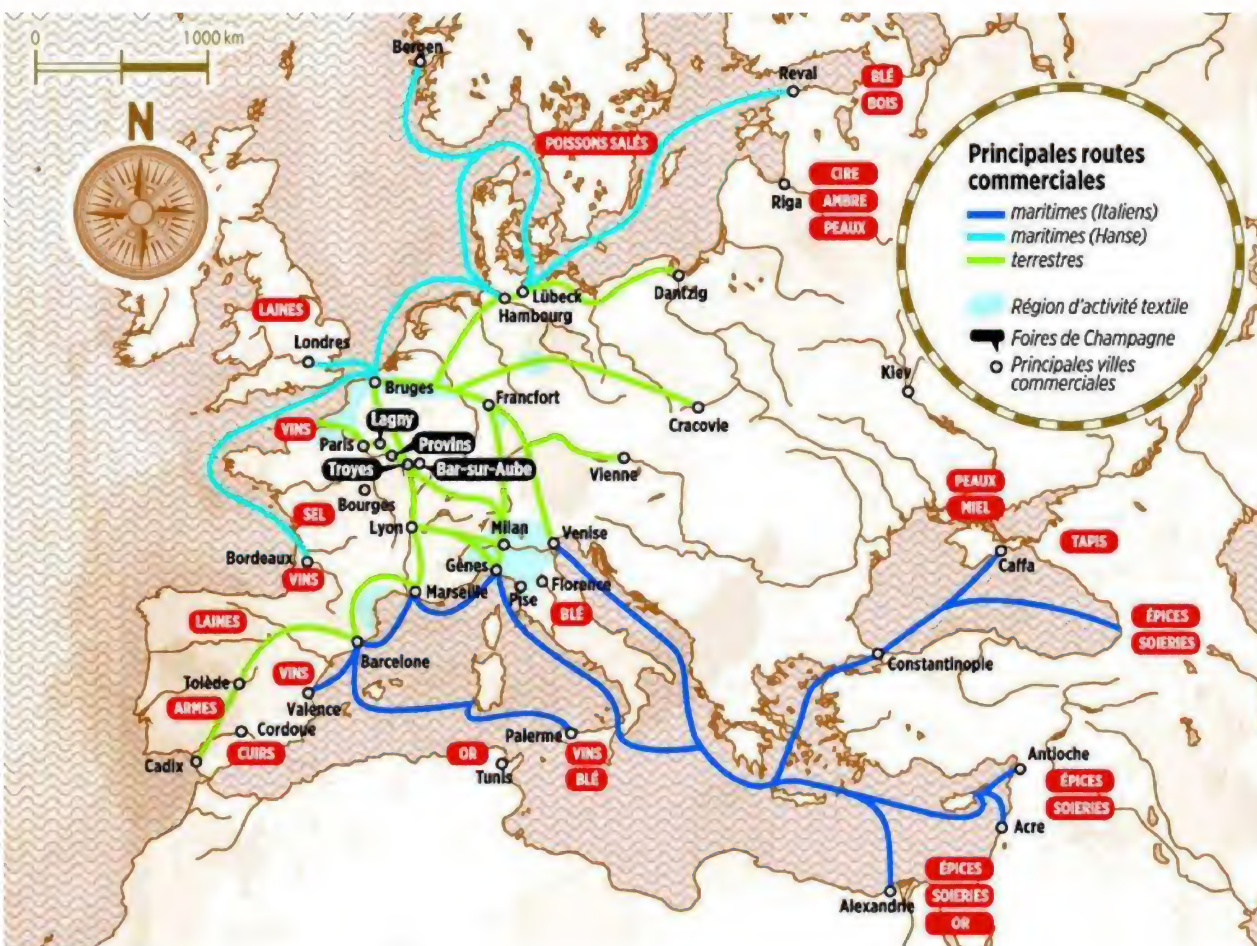 0 1000 km
N
Bergen
Reval
BLÉ
BOIS
POISSONS SALÉS
Riga
CIRE
AMBRE
PEAUX
Principales routes
commerciales
maritimes (Italiens)
maritimes (Hanse)
terrestres
Région d'activité textile
Foires de Champagne
Principales villes
commerciales
LAINES
Londres
Lübeck
Hambourg
Dantzig
Bruges
Francfort
Kiev
Cracovie
VINS
Lagny
Paris
Provins
Troyes
Bar-sur-Aube
Vienne
Bourges
SEL
Lyon
Milan
Venise
PEAUX
MIEL
TAPIS
Caffa
Bordeaux
VINS
Gênes
Marseille
Pise
Florence
BLÉ
LAINES
ÉPICES
SOIERIES
Barcelone
Constantinople
Tolède
VINS
Valence
ARMES
Cordoue
CUIRS
Cadix
OR
Tunis
Palerme
VINS
BLÉ
Antioche
ÉPICES
SOIERIES
Acre
Alexandrie
ÉPICES
SOIERIES
OR